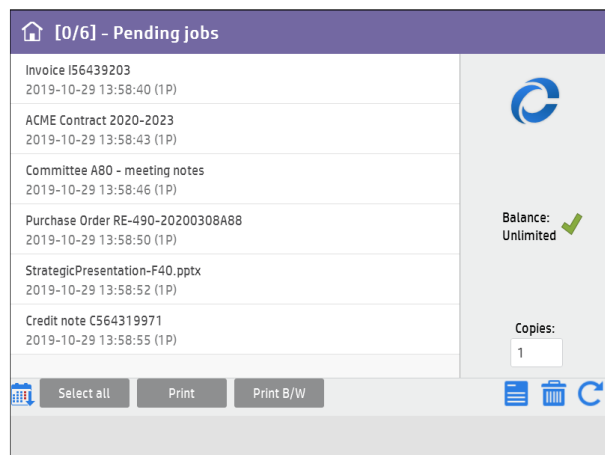 [0/6] - Pending jobs
Invoice I56439203
2019-10-29 13:58:40 (1P)
ACME Contract 2020-2023
2019-10-29 13:58:43 (1P)
Committee A80 - meeting notes
2019-10-29 13:58:46 (1P)
Purchase Order RE-490-20200308A88
2019-10-29 13:58:50 (1P)
StrategicPresentation-F40.pptx
2019-10-29 13:58:52 (1P)
Credit note C564319971
2019-10-29 13:58:55 (1P)
Balance:
Unlimited
Copies:
1
Select all
Print
Print B/W